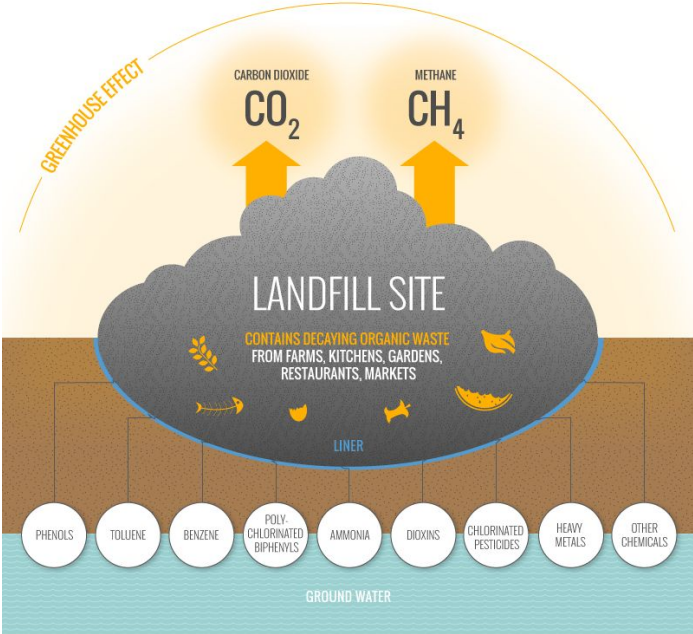 GREENHOUSE EFFECT
CARBON DIOXIDE
CO2
METHANE
CH4
LANDFILL SITE
CONTAINS DECAYING ORGANIC WASTE
FROM FARMS, KITCHENS, GARDENS,
RESTAURANTS, MARKETS
LINER
PHENOLS
TOLUENE
BENZENE
POLY-
CHLORINATED
BIPHENYLS
AMMONIA
DIOXINS
CHLORINATED
PESTICIDES
HEAVY
METALS
OTHER
CHEMICALS
GROUND WATER